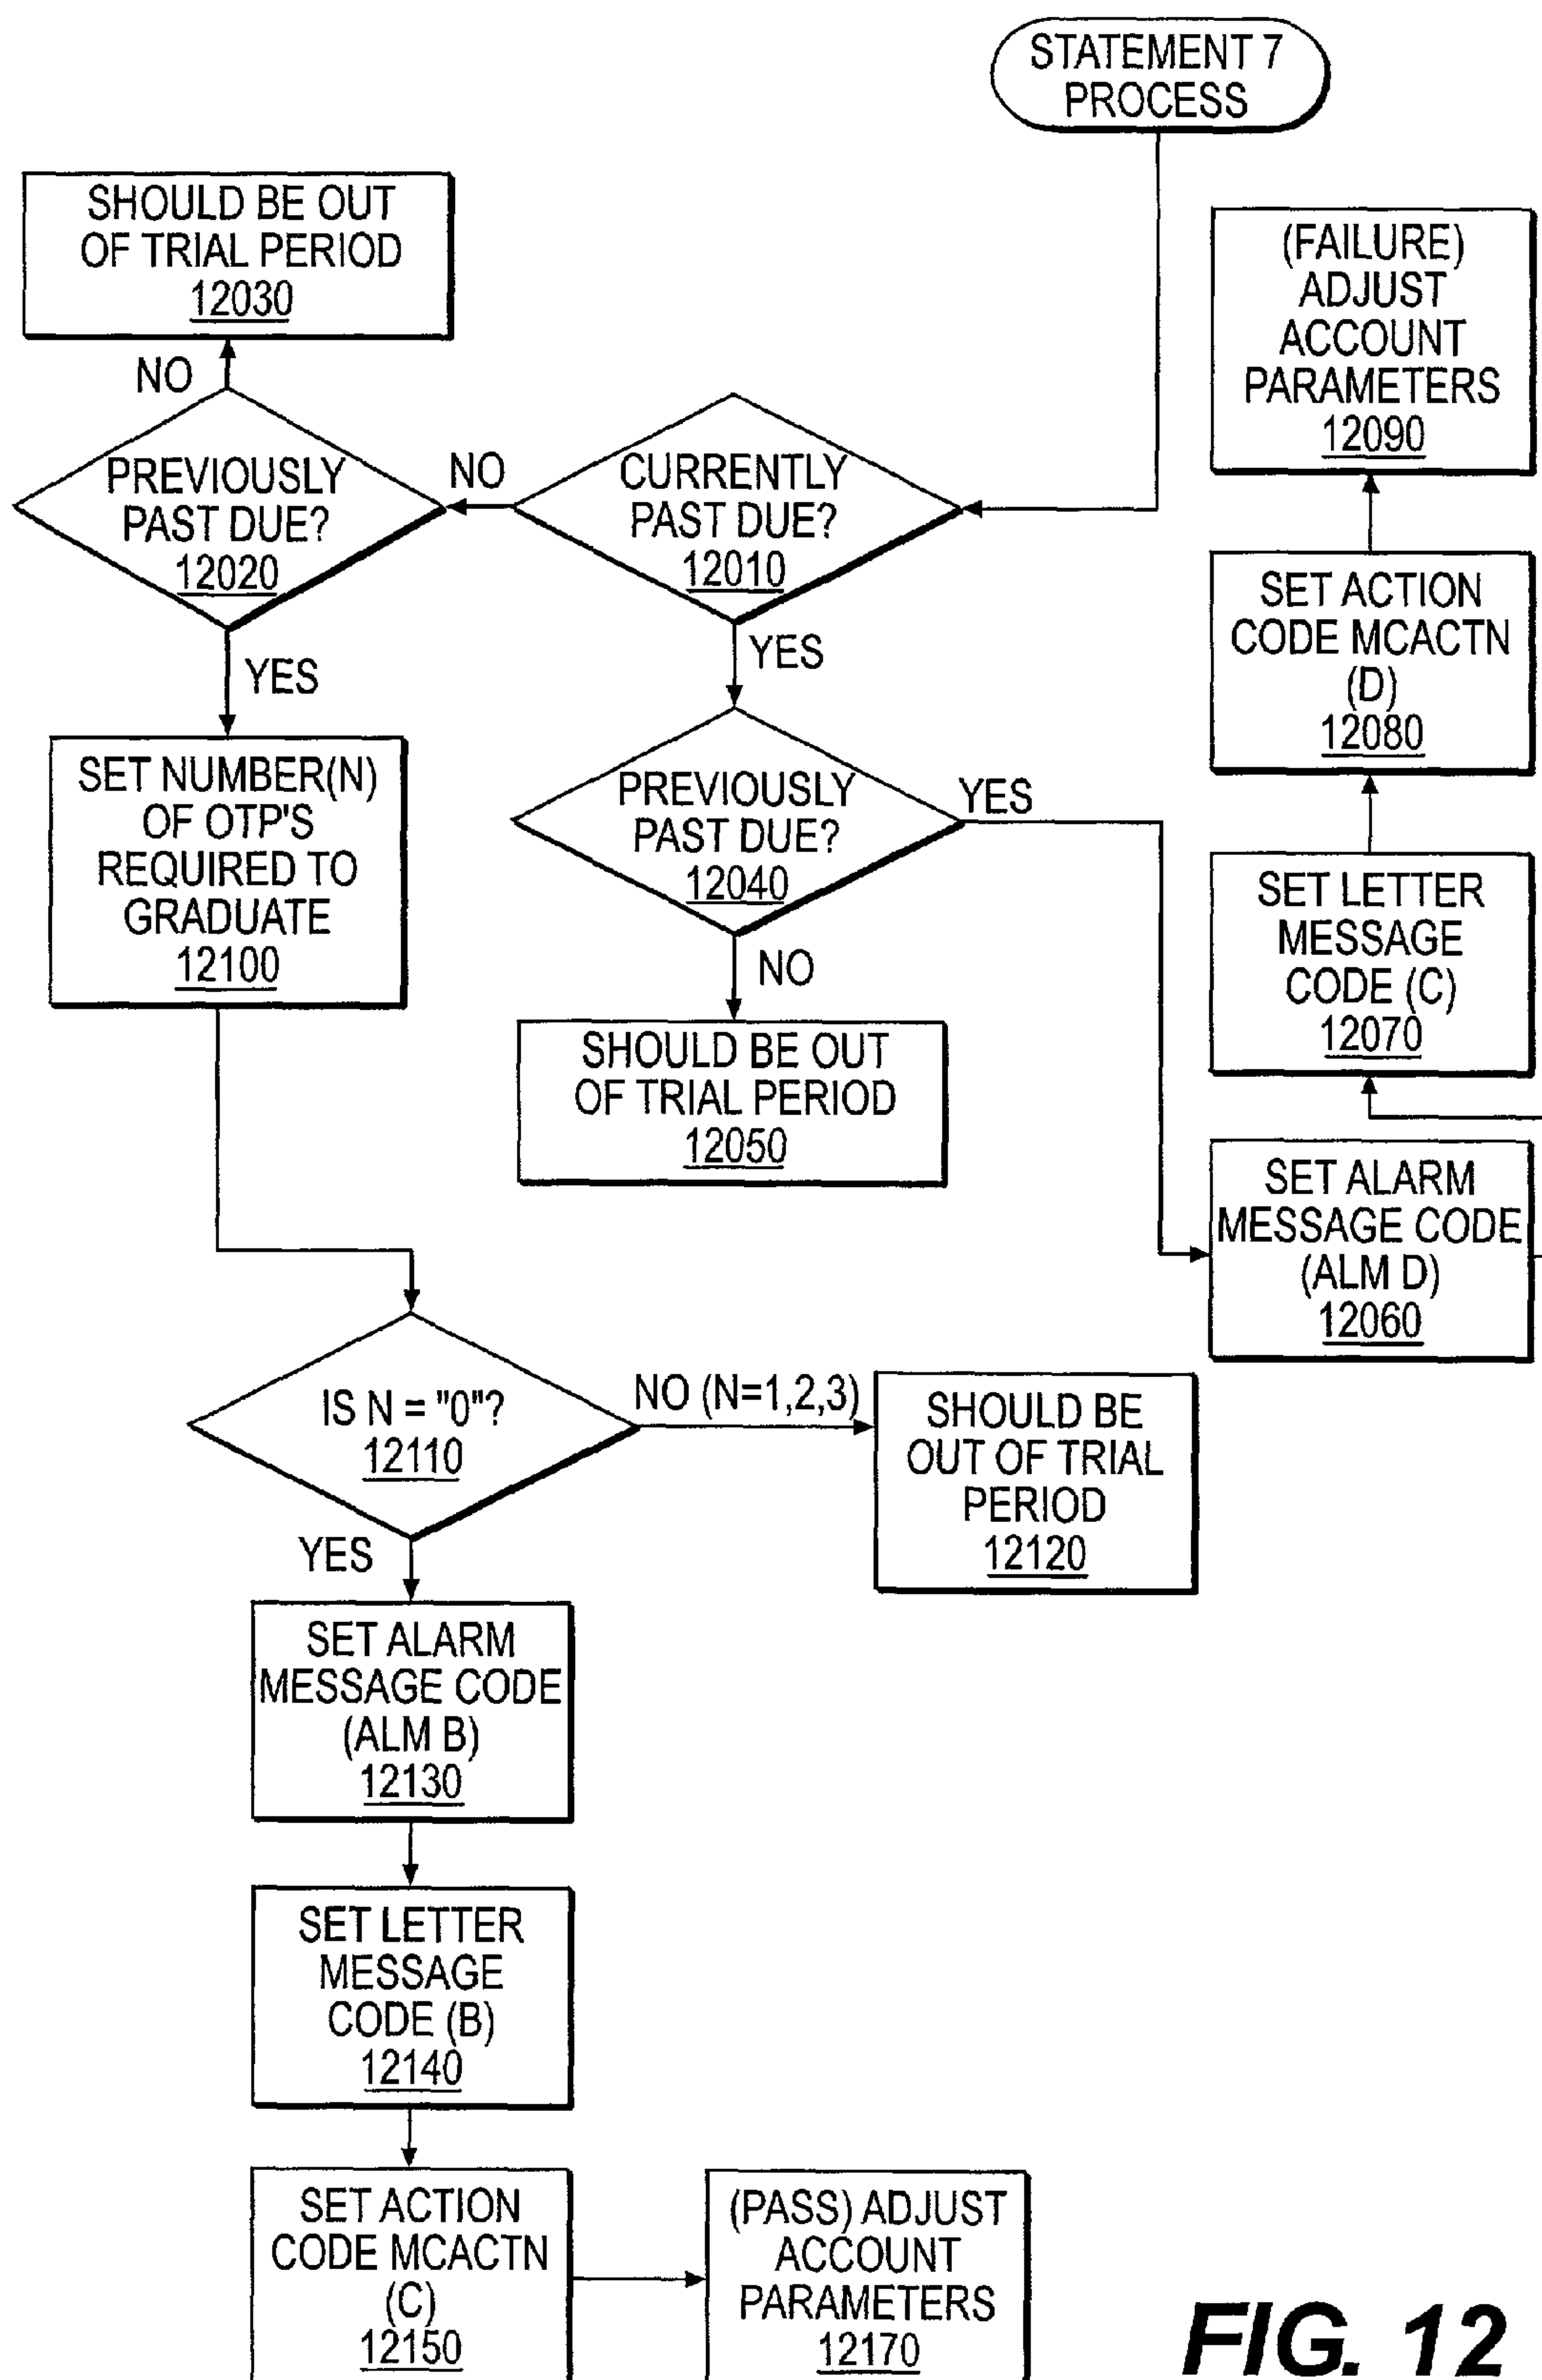 STATEMENT 7
PROCESS
SHOULD BE OUT
OF TRIAL PERIOD
12030
NO
PREVIOUSLY
PAST DUE?
12020
NO
CURRENTLY
PAST DUE?
12010
YES
YES
(FAILURE)
ADJUST
ACCOUNT
PARAMETERS
12090
SET ACTION
CODE MCACTN
(D)
12080
SET NUMBER(N)
OF OTP'S
REQUIRED TO
GRADUATE
12100
PREVIOUSLY
PAST DUE?
12040
YES
NO
SET LETTER
MESSAGE
CODE (C)
12070
SHOULD BE OUT
OF TRIAL PERIOD
12050
SET ALARM
MESSAGE CODE
(ALM D)
12060
IS N = "0"?
12110
NO (N=1,2,3)
SHOULD BE
OUT OF TRIAL
PERIOD
12120
YES
SET ALARM
MESSAGE CODE
(ALM B)
12130
SET LETTER
MESSAGE
CODE (B)
12140
SET ACTION
CODE MCACTN
(C)
12150
(PASS) ADJUST
ACCOUNT
PARAMETERS
12170
FIG. 12